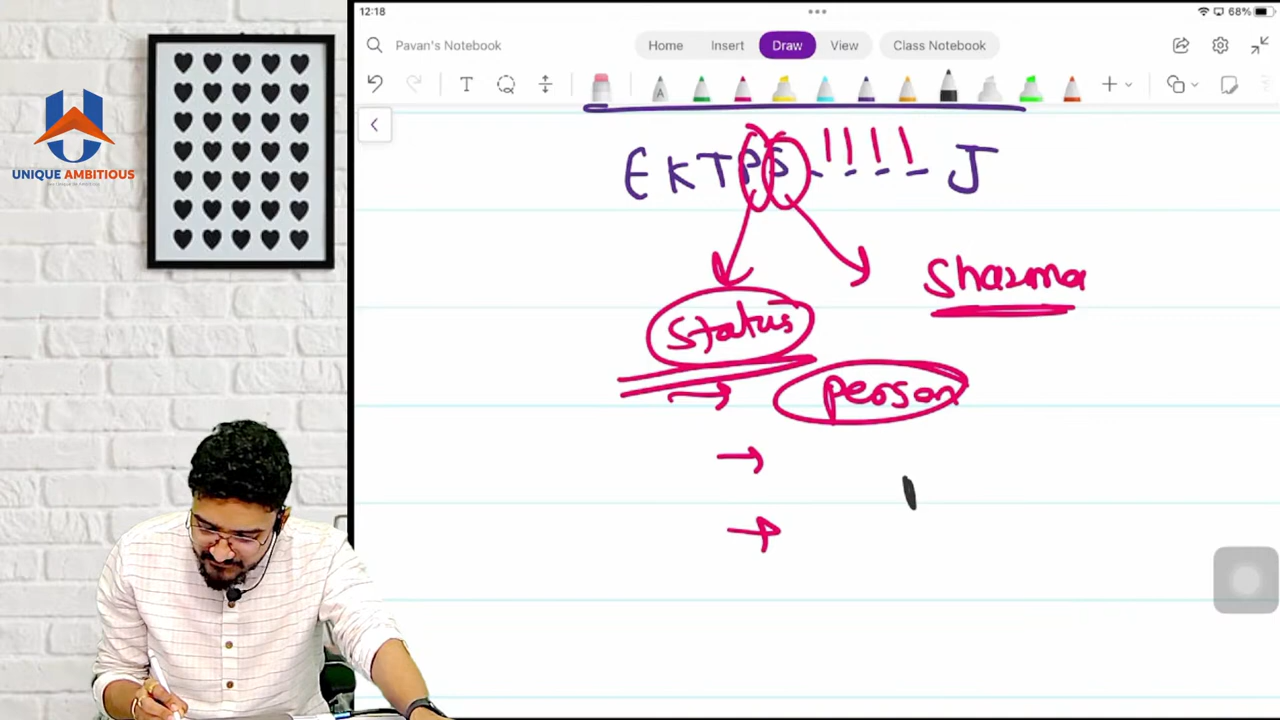 12:18
68%
Pavan's Notebook
Home Insert Draw View Class Notebook
UNIQUE AMBITIOUS
EKTPS J
Sharma
Status
person